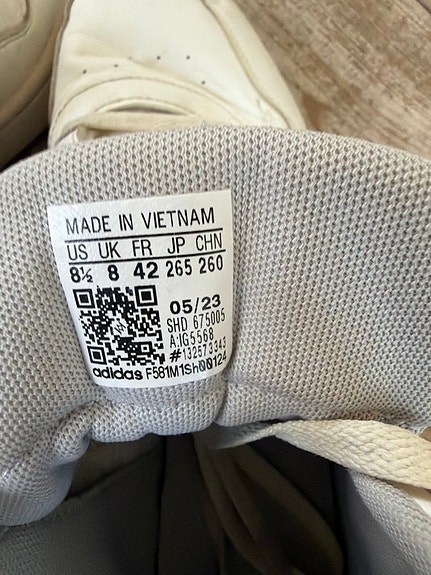 MADE IN VIETNAM
US UK FR JP CHN
8½ 8 42 265 260
05/23
SHD 675005
A:IG5568
#132573343
adidas F581M1Sh00124